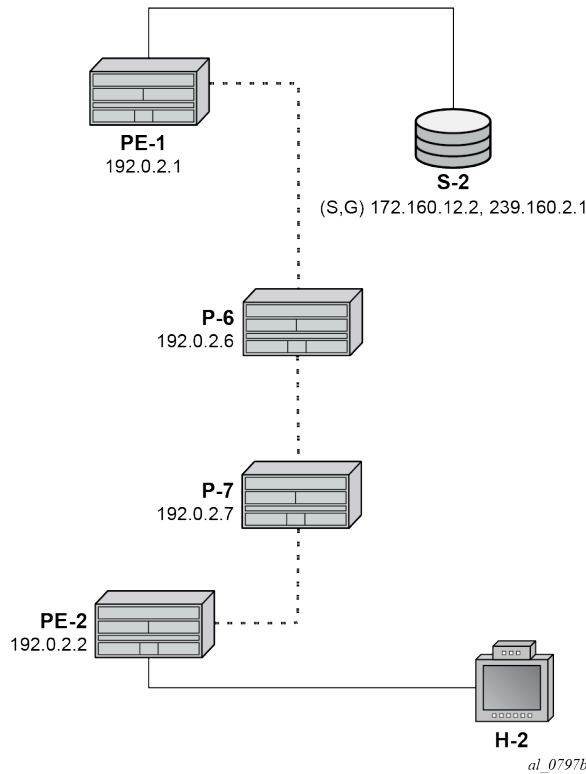 PE-1
192.0.2.1
S-2
(S,G) 172.160.12.2, 239.160.2.1
P-6
192.0.2.6
P-7
192.0.2.7
PE-2
192.0.2.2
H-2
al_0797b